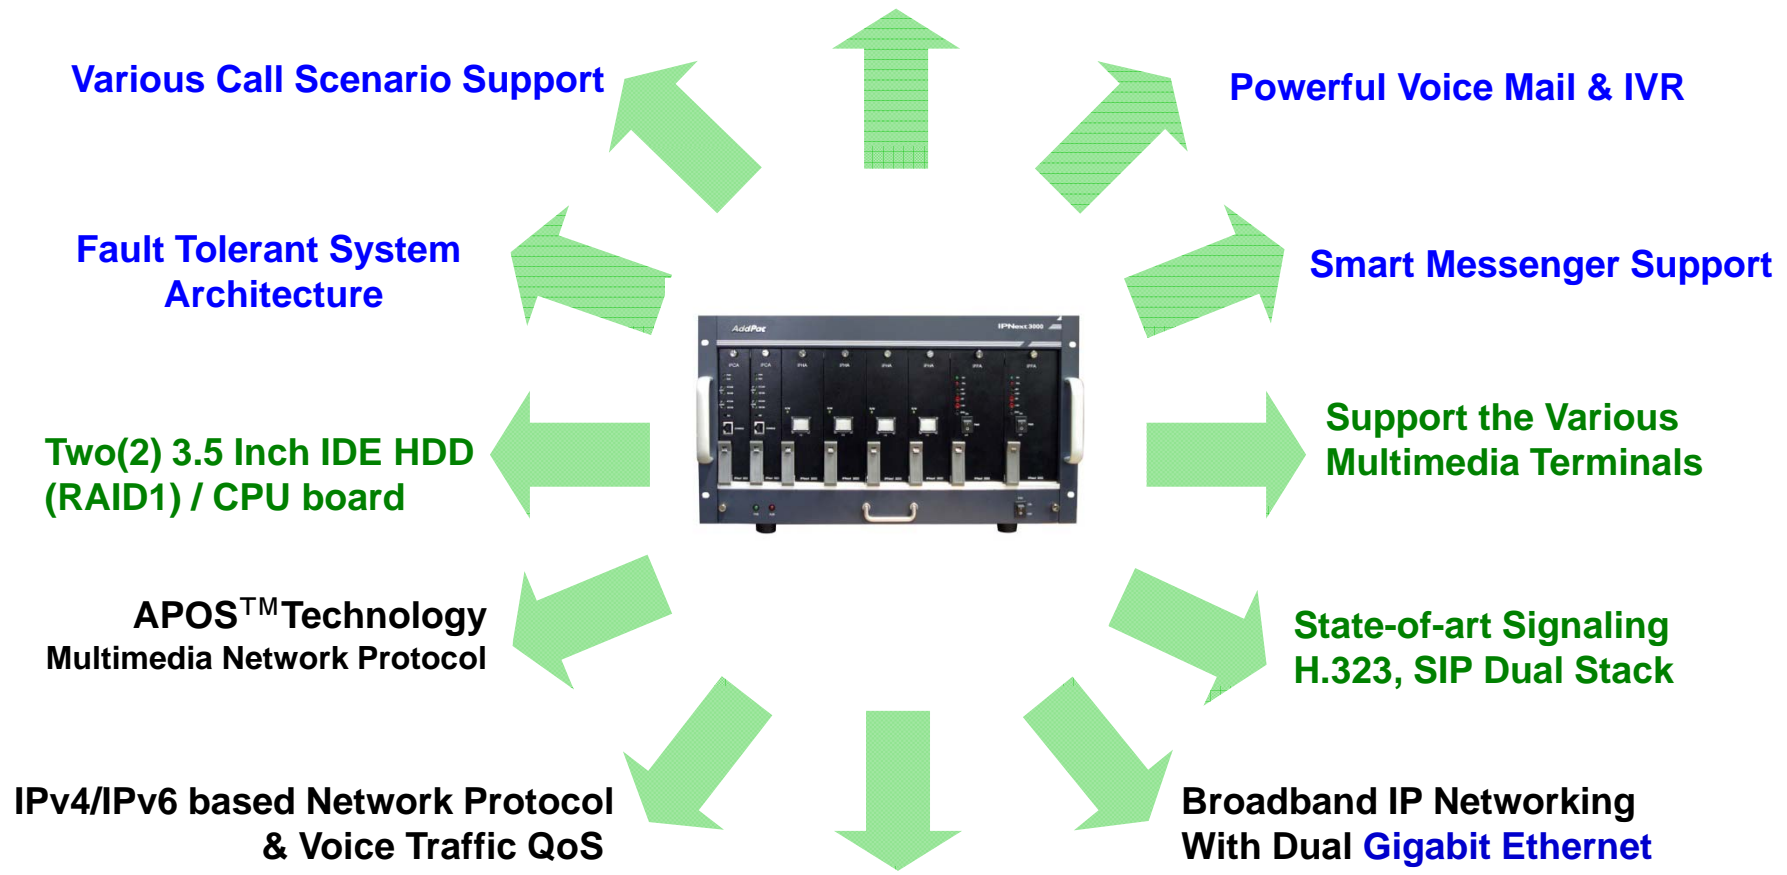 Various Call Scenario Support
Powerful Voice Mail & IVR
Fault Tolerant System
Architecture
Smart Messenger Support
AddPac
IPNext 3000
Two(2) 3.5 Inch IDE HDD
(RAID1) / CPU board
Support the Various
Multimedia Terminals
APOS™Technology
Multimedia Network Protocol
State-of-art Signaling
H.323, SIP Dual Stack
IPv4/IPv6 based Network Protocol
& Voice Traffic QoS
Broadband IP Networking
With Dual Gigabit Ethernet